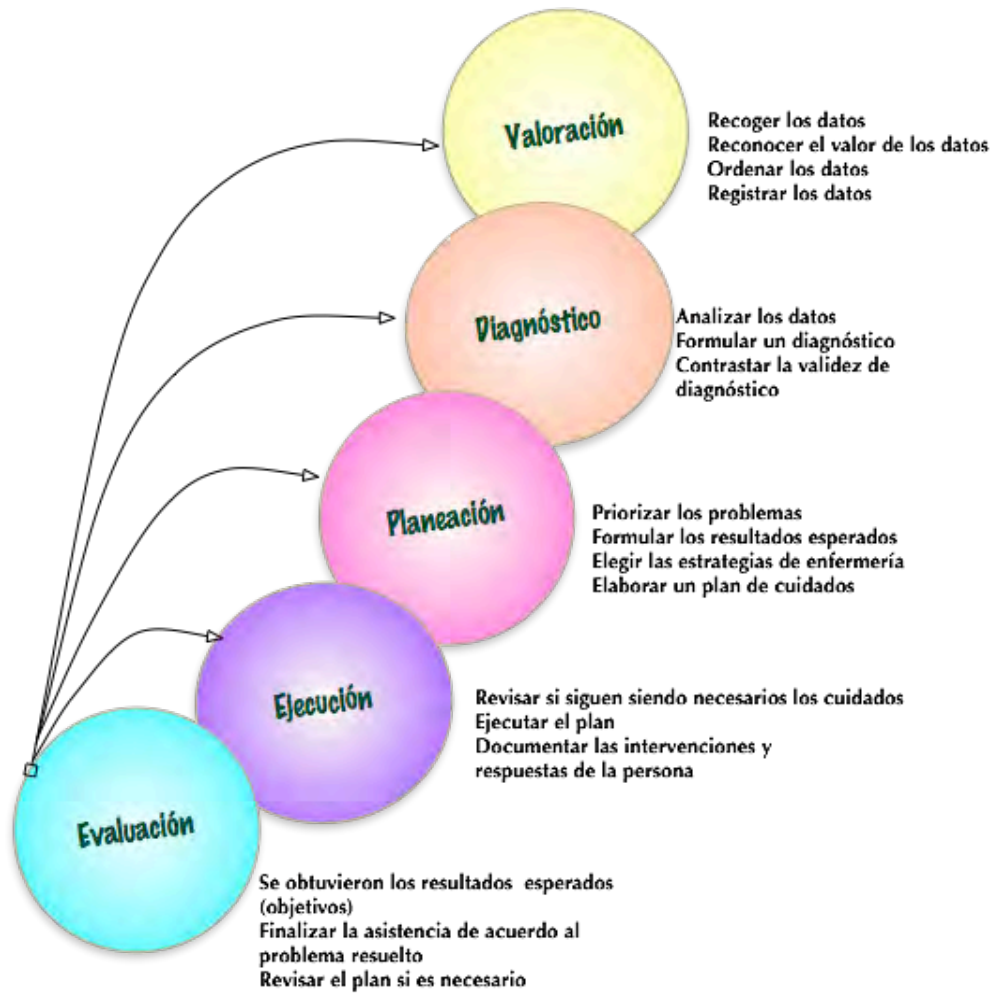 Valoración
Recoger los datos
Reconocer el valor de los datos
Ordenar los datos
Registrar los datos
Diagnóstico
Analizar los datos
Formular un diagnóstico
Contrastar la validez de
diagnóstico
Planeación
Priorizar los problemas
Formular los resultados esperados
Elegir las estrategias de enfermería
Elaborar un plan de cuidados
Ejecución
Revisar si siguen siendo necesarios los cuidados
Ejecutar el plan
Documentar las intervenciones y
respuestas de la persona
Evaluación
Se obtuvieron los resultados esperados
(objetivos)
Finalizar la asistencia de acuerdo al
problema resuelto
Revisar el plan si es necesario